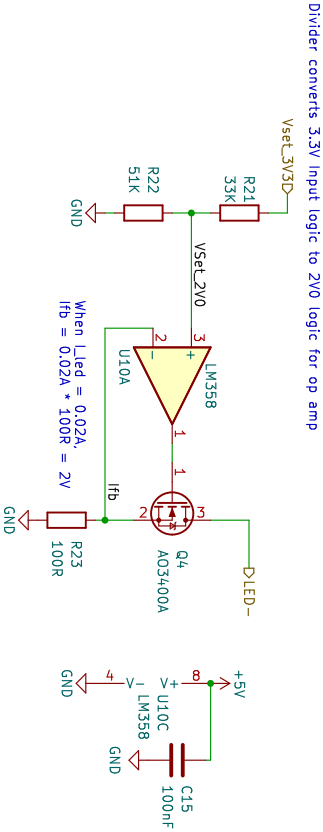 Divider converts 3.3V Input logic to 2V0 logic for op amp
Vset_3V3
R21
33K
R22
51K
GND
VSet_2V0
3
+
2
-
LM358
U10A
1
1
When I_led = 0.02A,
Ifb = 0.02A * 100R = 2V
Ifb
2
3
Q4
AO3400A
LED-
R23
100R
GND
+5V
8
V+
U10C
LM358
V-
4
GND
C15
100nF
GND